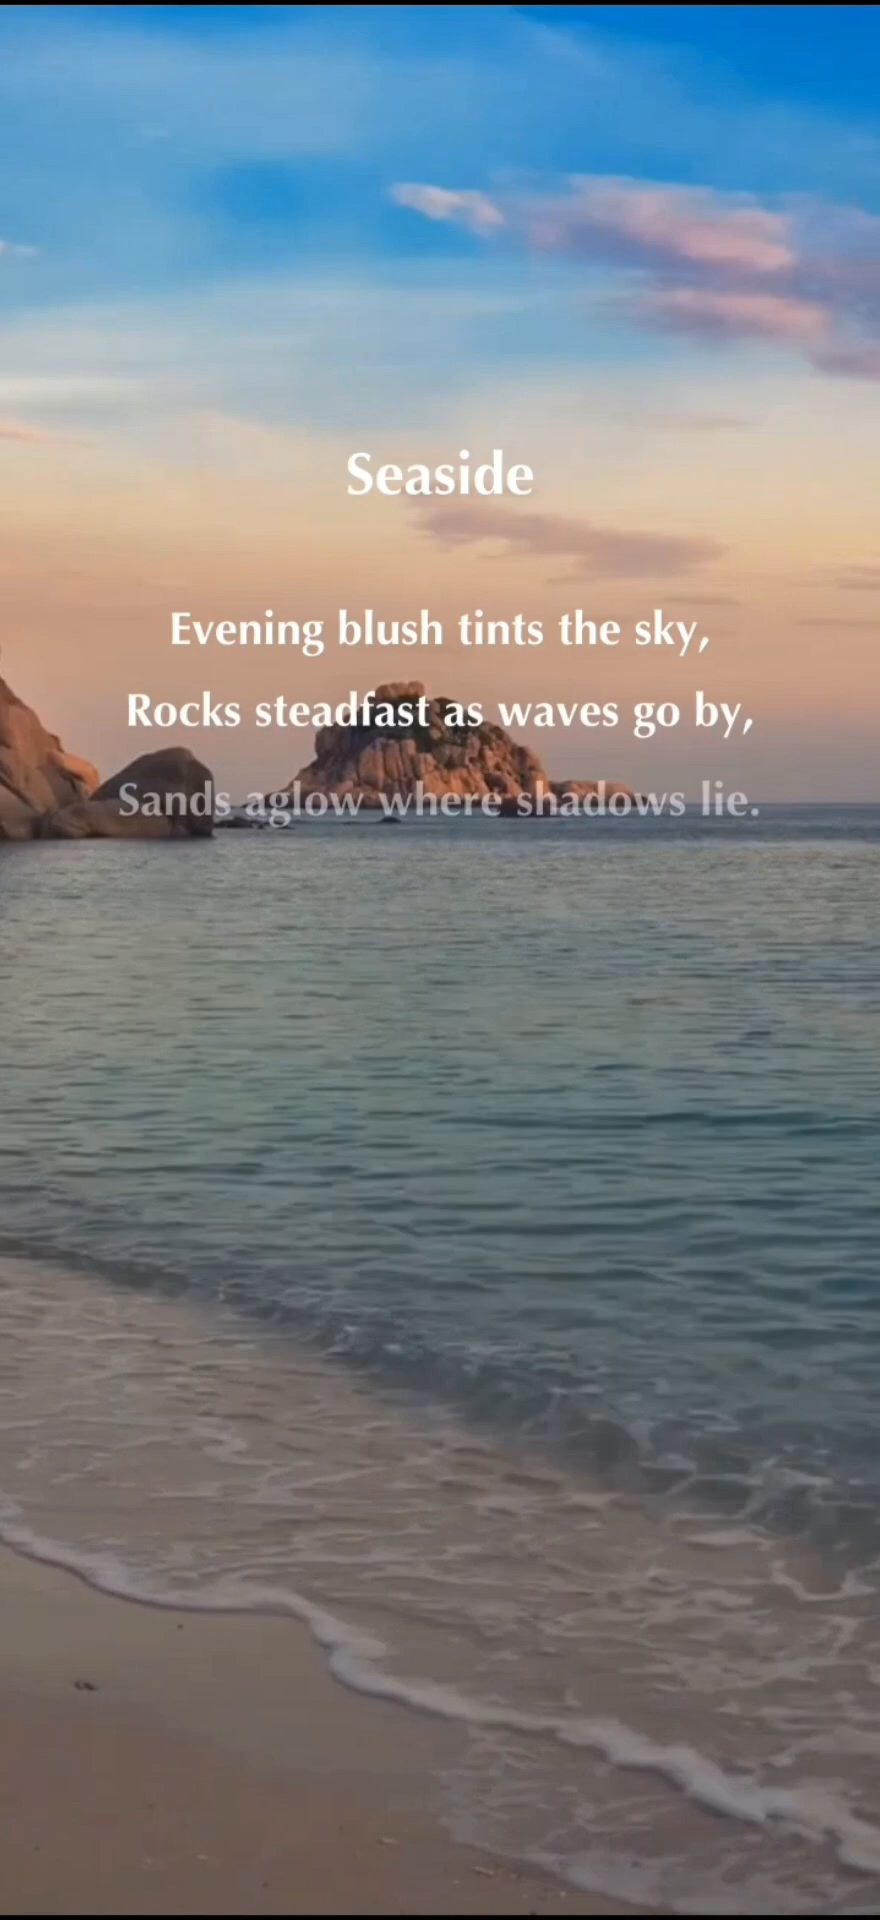 Seaside
Evening blush tints the sky,
Rocks steadfast as waves go by,
Sands aglow where shadows lie.